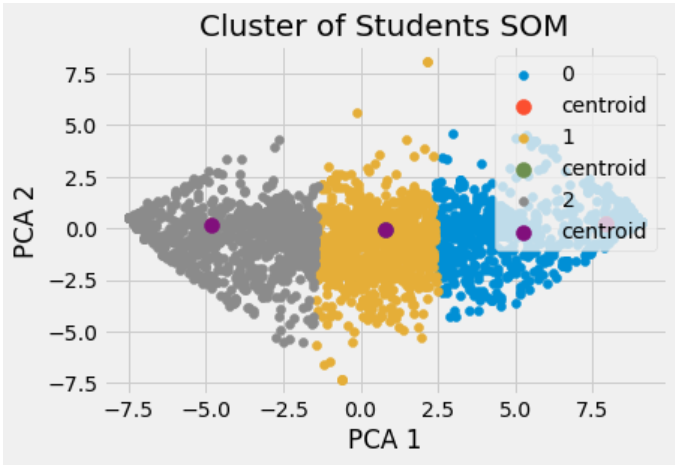 Cluster of Students SOM
0
centroid
1
centroid
2
centroid
PCA 2
7.5
5.0
2.5
0.0
−2.5
−5.0
−7.5
−7.5 −5.0 −2.5 0.0 2.5 5.0 7.5
PCA 1